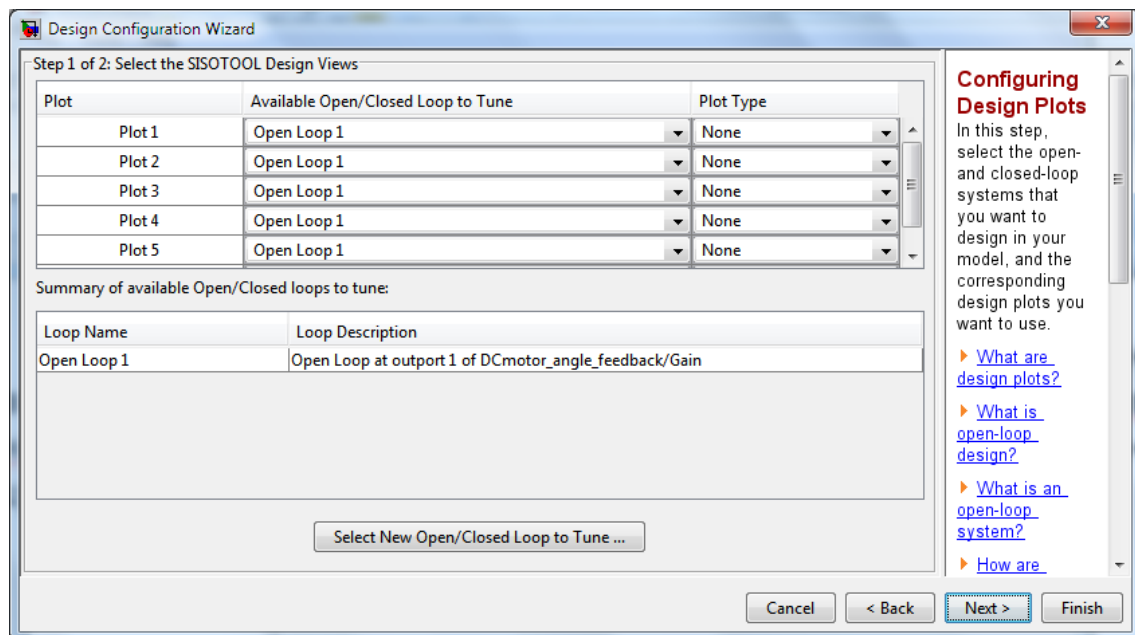 Design Configuration Wizard
Step 1 of 2: Select the SISOTOOL Design Views
Plot Available Open/Closed Loop to Tune Plot Type
Plot 1 Open Loop 1 None
Plot 2 Open Loop 1 None
Plot 3 Open Loop 1 None
Plot 4 Open Loop 1 None
Plot 5 Open Loop 1 None
Summary of available Open/Closed loops to tune:
Loop Name Loop Description
Open Loop 1 Open Loop at outport 1 of DCmotor_angle_feedback/Gain
Select New Open/Closed Loop to Tune ...
Configuring
Design Plots
In this step,
select the open-
and closed-loop
systems that
you want to
design in your
model, and the
corresponding
design plots you
want to use.
What are
design plots?
What is
open-loop
design?
What is an
open-loop
system?
How are
Cancel < Back Next > Finish